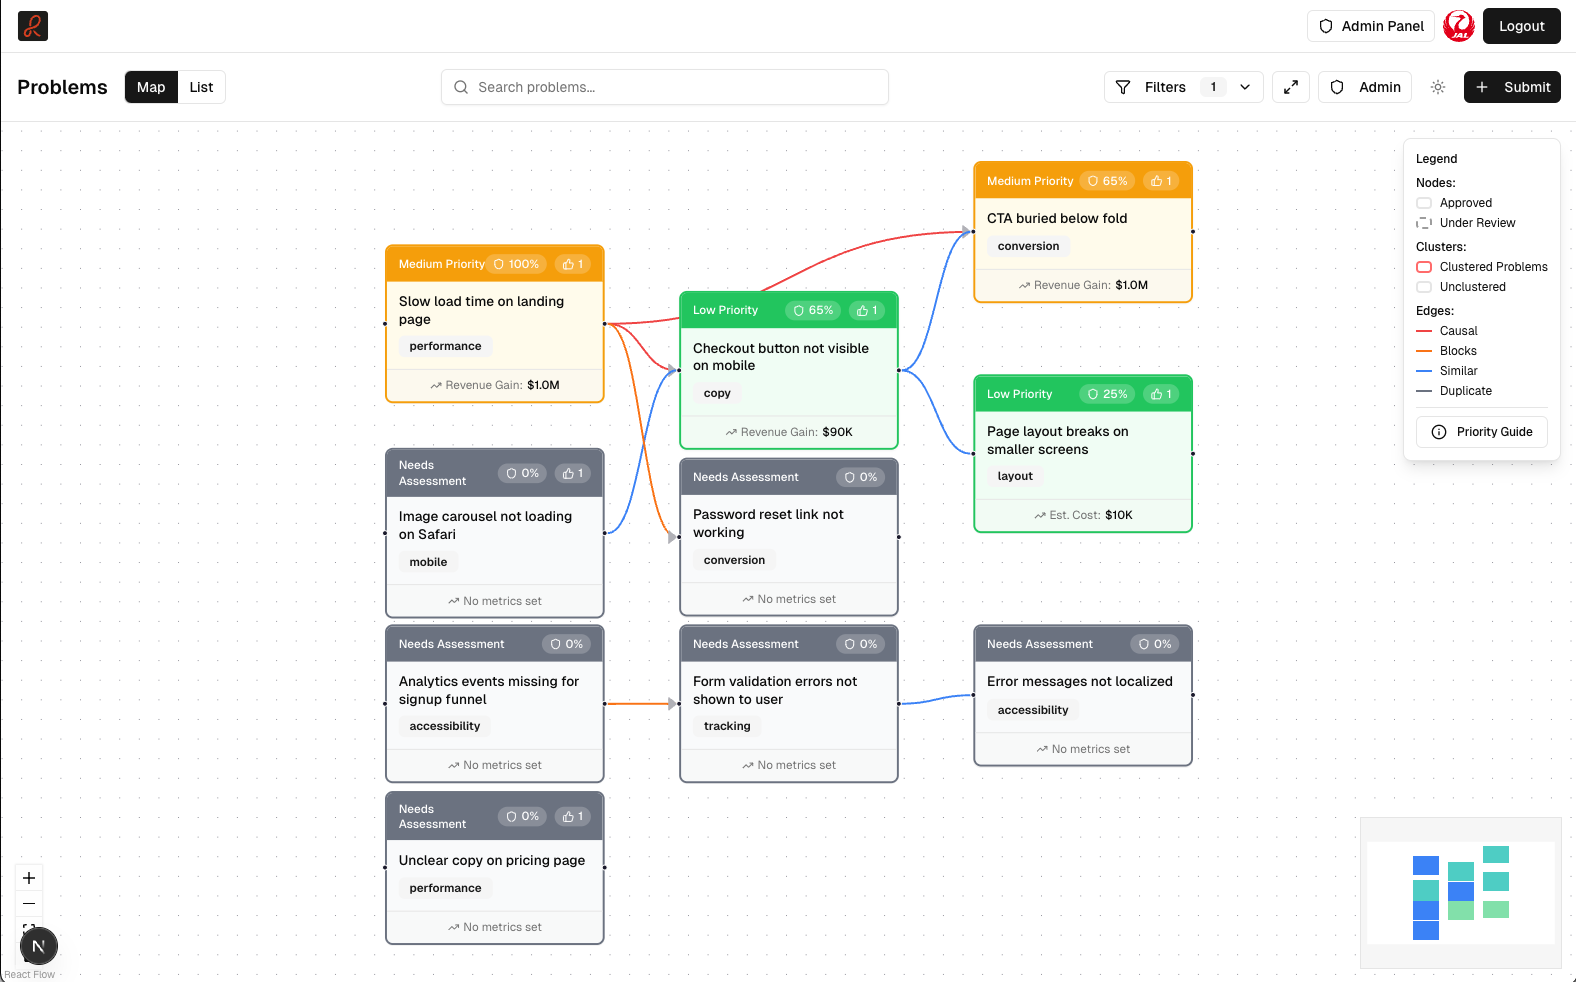 Admin Panel
JAL
Logout
Problems
Map
List
Search problems...
Filters
1
Admin
Submit
Medium Priority
100%
1
Slow load time on landing
page
performance
Revenue Gain: $1.0M
Needs
Assessment
0%
1
Image carousel not loading
on Safari
mobile
No metrics set
Needs Assessment
0%
Analytics events missing for
signup funnel
accessibility
No metrics set
Needs
Assessment
0%
1
Unclear copy on pricing page
performance
No metrics set
Low Priority
65%
1
Checkout button not visible
on mobile
copy
Revenue Gain: $90K
Needs Assessment
0%
Password reset link not
working
conversion
No metrics set
Needs Assessment
0%
Form validation errors not
shown to user
tracking
No metrics set
Medium Priority
65%
1
CTA buried below fold
conversion
Revenue Gain: $1.0M
Low Priority
25%
1
Page layout breaks on
smaller screens
layout
Est. Cost: $10K
Needs Assessment
0%
Error messages not localized
accessibility
No metrics set
Legend
Nodes:
Approved
Under Review
Clusters:
Clustered Problems
Unclustered
Edges:
Causal
Blocks
Similar
Duplicate
Priority Guide
N
React Flow